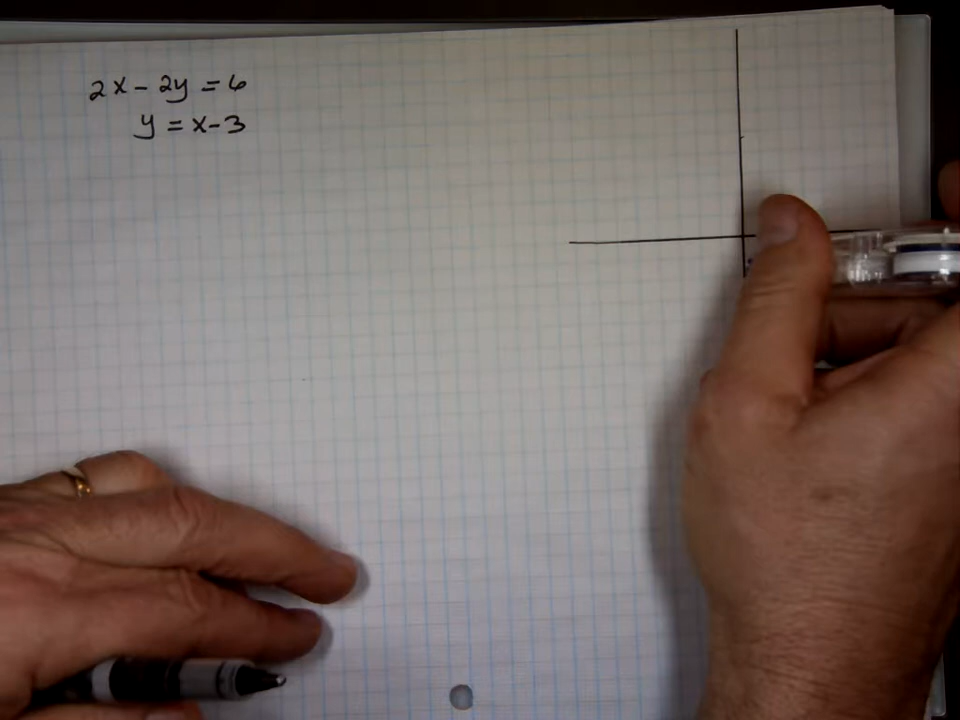 2x - 2y = 6
y = x - 3